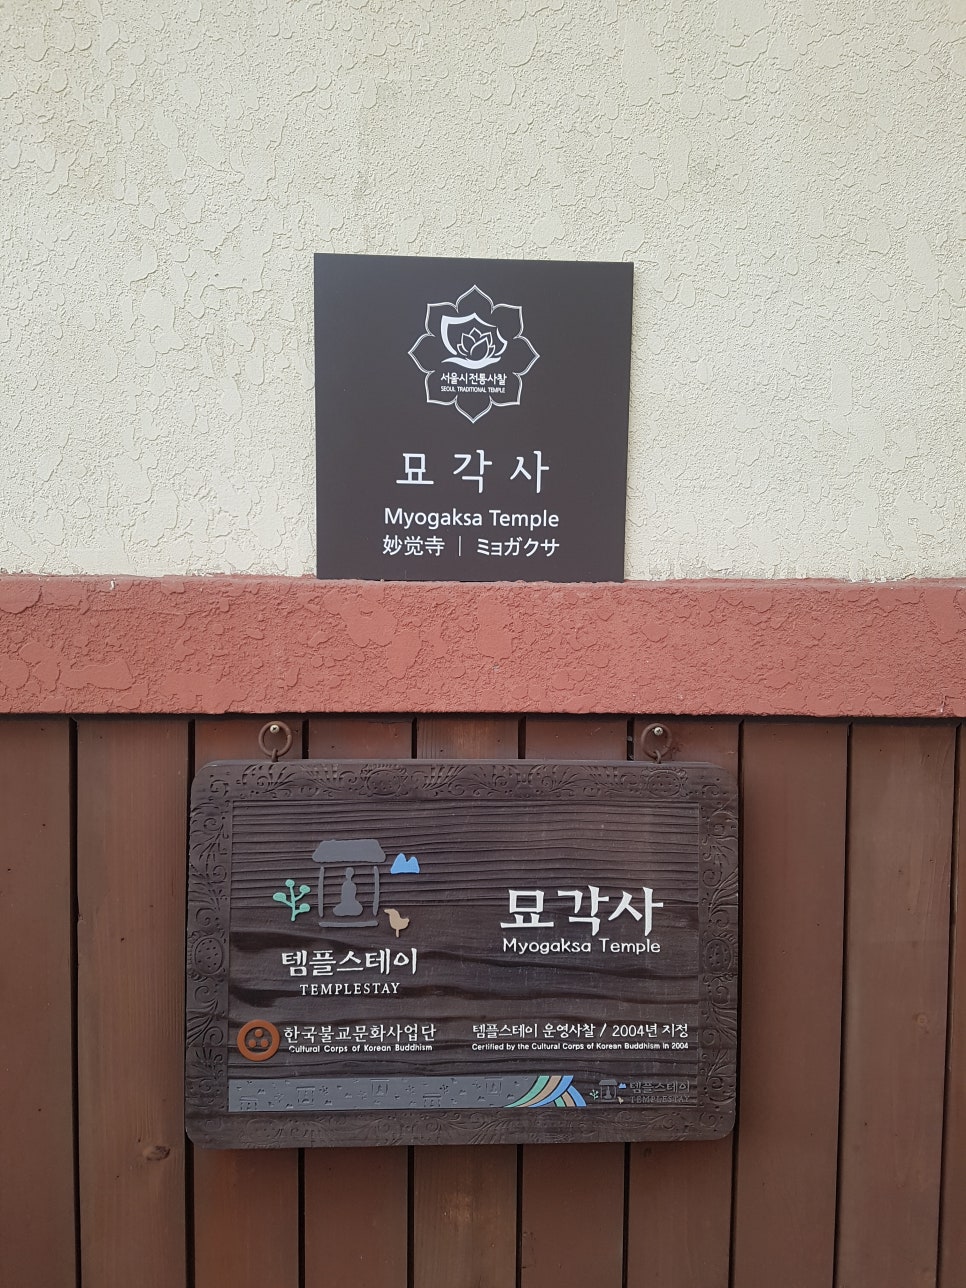 서울시전통사찰
SEOUL TRADITIONAL TEMPLE
묘각사
Myogaksa Temple
妙觉寺 | ミョガクサ
템플스테이
TEMPLESTAY
묘각사
Myogaksa Temple
한국불교문화사업단
Cultural Corps of Korean Buddhism
템플스테이 운영사찰 / 2004년 지정
Certified by the Cultural Corps of Korean Buddhism in 2004
템플스테이
TEMPLESTAY